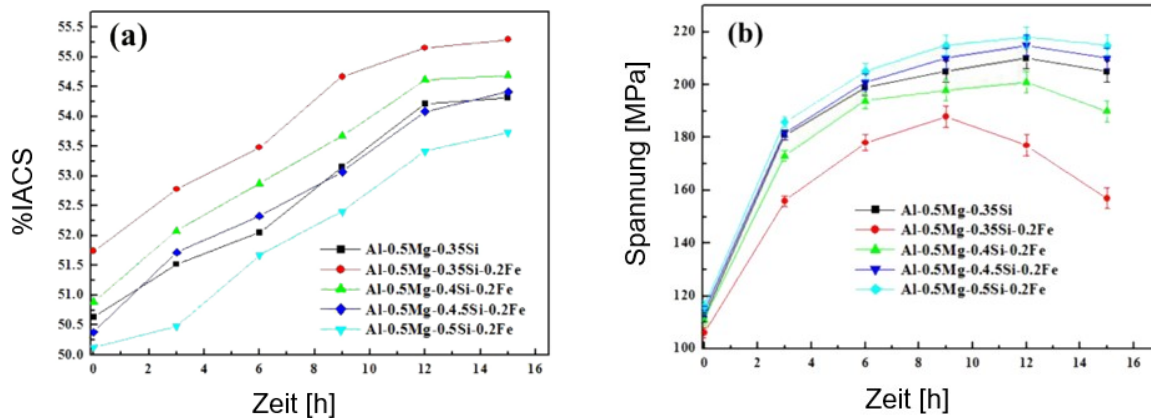 (a)
%IACS
55.5
55.0
54.5
54.0
53.5
53.0
52.5
52.0
51.5
51.0
50.5
50.0
Al-0.5Mg-0.35Si
Al-0.5Mg-0.35Si-0.2Fe
Al-0.5Mg-0.4Si-0.2Fe
Al-0.5Mg-0.4.5Si-0.2Fe
Al-0.5Mg-0.5Si-0.2Fe
0 2 4 6 8 10 12 14 16
Zeit [h]
(b)
Spannung [MPa]
220
200
180
160
140
120
100
Al-0.5Mg-0.35Si
Al-0.5Mg-0.35Si-0.2Fe
Al-0.5Mg-0.4Si-0.2Fe
Al-0.5Mg-0.4.5Si-0.2Fe
Al-0.5Mg-0.5Si-0.2Fe
0 2 4 6 8 10 12 14 16
Zeit [h]